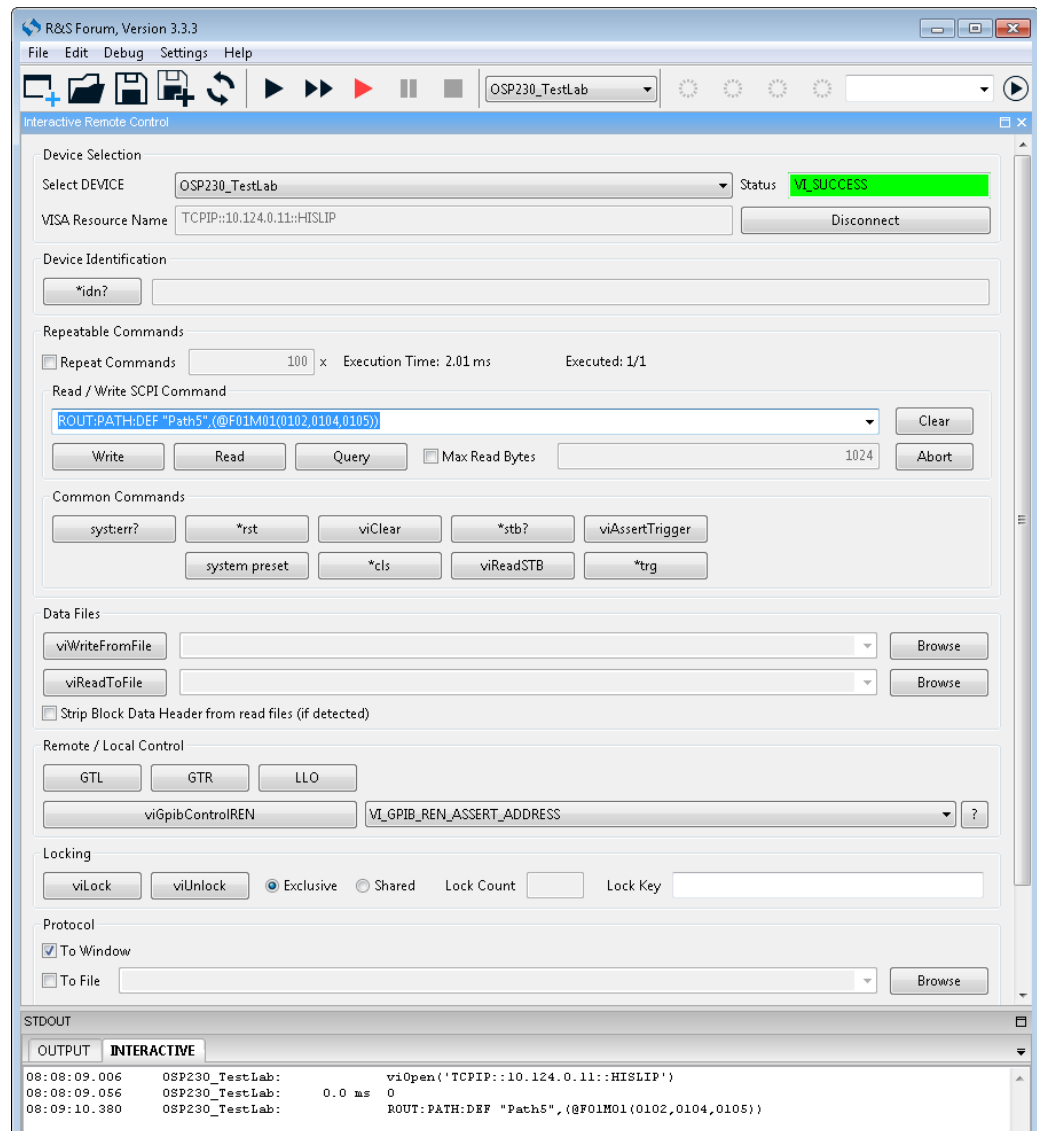 R&S Forum, Version 3.3.3
File Edit Debug Settings Help
OSP230_TestLab
Interactive Remote Control
Device Selection
Select DEVICE OSP230_TestLab Status VI_SUCCESS
VISA Resource Name TCPIP::10.124.0.11::HISLIP Disconnect
Device Identification
*idn?
Repeatable Commands
Repeat Commands 100 x Execution Time: 2.01 ms Executed: 1/1
Read / Write SCPI Command
ROUT:PATH:DEF "Path5",(@F01M01(0102,0104,0105)) Clear
Write Read Query Max Read Bytes 1024 Abort
Common Commands
syst:err? *rst viClear *stb? viAssertTrigger
system preset *cls viReadSTB *trg
Data Files
viWriteFromFile Browse
viReadToFile Browse
Strip Block Data Header from read files (if detected)
Remote / Local Control
GTL GTR LLO
viGpibControlREN VI_GPIB_REN_ASSERT_ADDRESS ?
Locking
viLock viUnlock Exclusive Shared Lock Count Lock Key
Protocol
To Window
To File Browse
STDOUT
OUTPUT INTERACTIVE
08:08:09.006 OSP230_TestLab: viOpen('TCPIP::10.124.0.11::HISLIP')
08:08:09.056 OSP230_TestLab: 0.0 ms 0
08:09:10.380 OSP230_TestLab: ROUT:PATH:DEF "Path5",(@F01M01(0102,0104,0105))